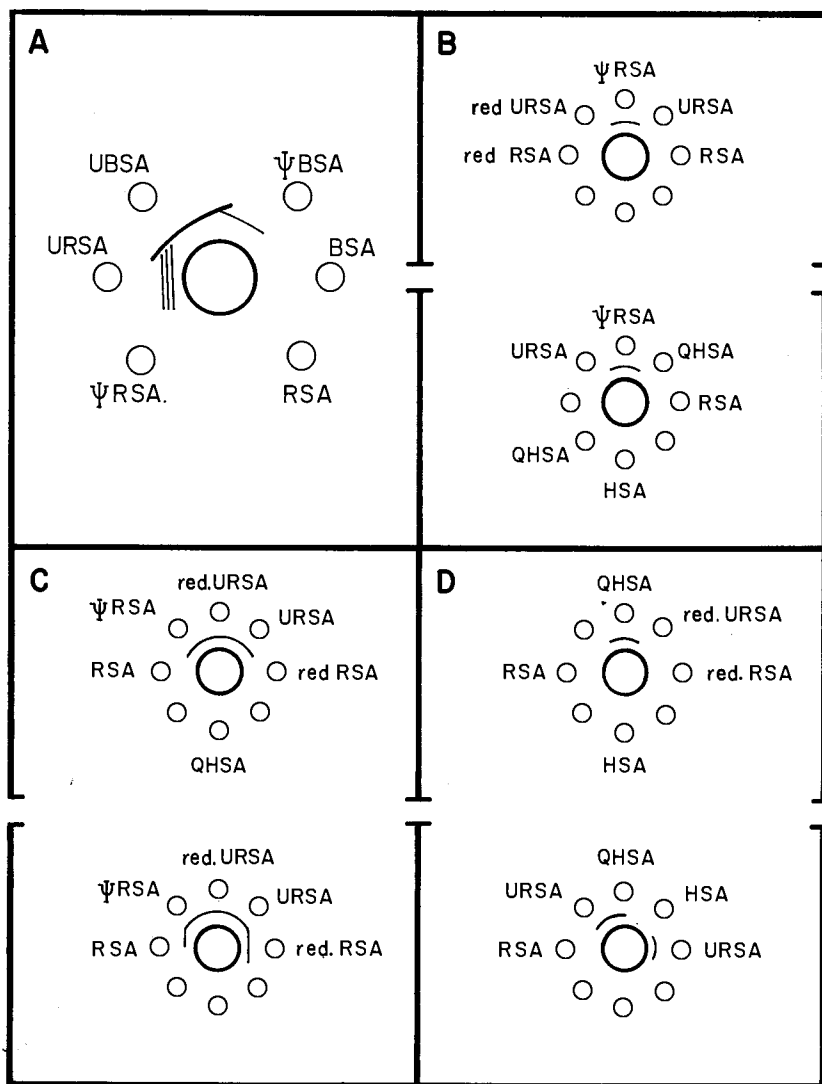 A
UBSA ΨBSA
URSA BSA
ΨRSA. RSA
B
ΨRSA
red URSA URSA
red RSA RSA
ΨRSA
URSA QHSA
RSA
QHSA
HSA
C
red.URSA
ΨRSA URSA
RSA red RSA
QHSA
red. URSA
ΨRSA URSA
RSA red. RSA
D
QHSA
red. URSA
RSA red. RSA
HSA
QHSA
URSA HSA
RSA URSA